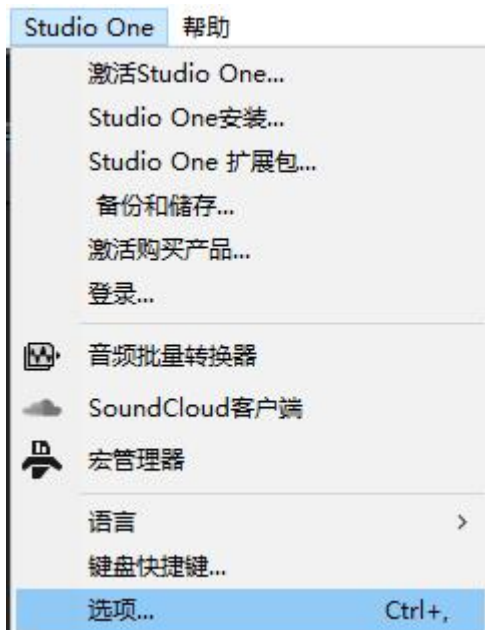 Studio One 帮助
激活Studio One...
Studio One安装...
Studio One 扩展包...
备份和储存...
激活购买产品...
登录...
音频批量转换器
SoundCloud客户端
宏管理器
语言 >
键盘快捷键...
选项... Ctrl+,